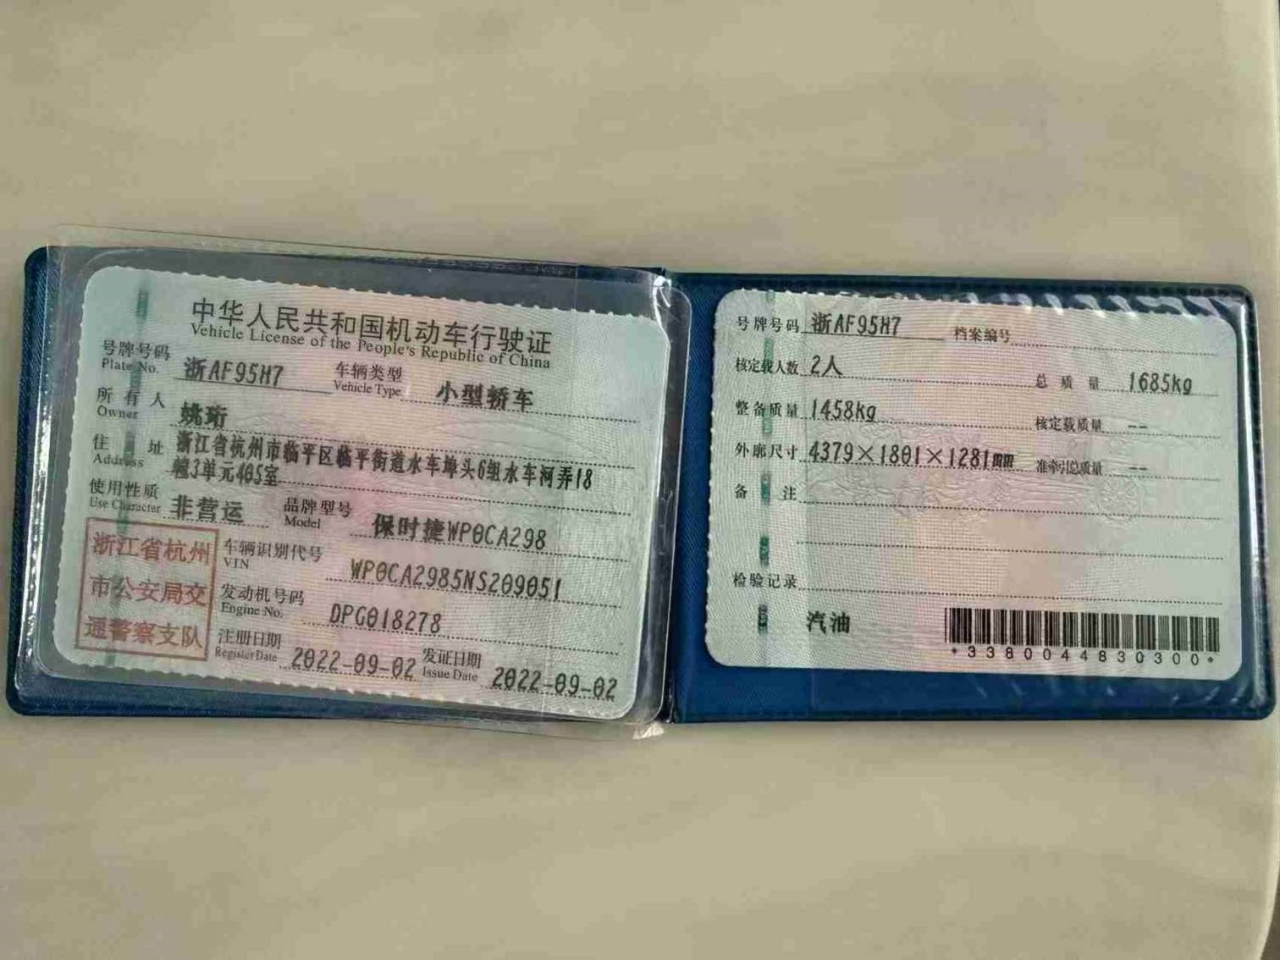 中华人民共和国机动车行驶证
Vehicle License of the People's Republic of China
号牌号码 浙AF95H7 车辆类型 小型轿车
Plate No. Vehicle Type
所有人 姚珩
Owner
住址 浙江省杭州市临平区临平街道水车埠头6组水车河弄18
Address 幢3单元405室
使用性质 非营运 品牌型号 保时捷WP0CA298
Use Character Model
浙江省杭州
市公安局交
通警察支队
车辆识别代号 WP0CA2985NS209051
VIN
发动机号码 DPG018278
Engine No.
注册日期 2022-09-02 发证日期 2022-09-02
Register Date Issue Date
号牌号码 浙AF95H7 档案编号
核定载人数 2人 总质量 1685kg
整备质量 1458kg 核定载质量 --
外廓尺寸 4379×1801×1281mm 准牵引总质量 --
备注
检验记录
汽油
*3380044830300*